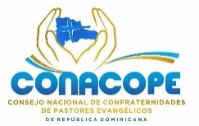 CONACOPE
CONSEJO NACIONAL DE CONFRATERNIDADES
DE PASTORES EVANGÉLICOS
DE REPÚBLICA DOMINICANA